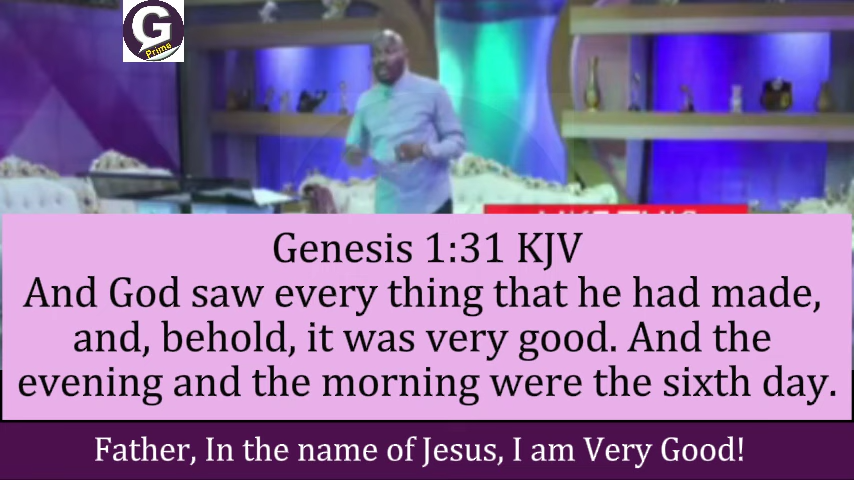 G
Prime
Genesis 1:31 KJV
And God saw every thing that he had made,
and, behold, it was very good. And the
evening and the morning were the sixth day.
Father, In the name of Jesus, I am Very Good!